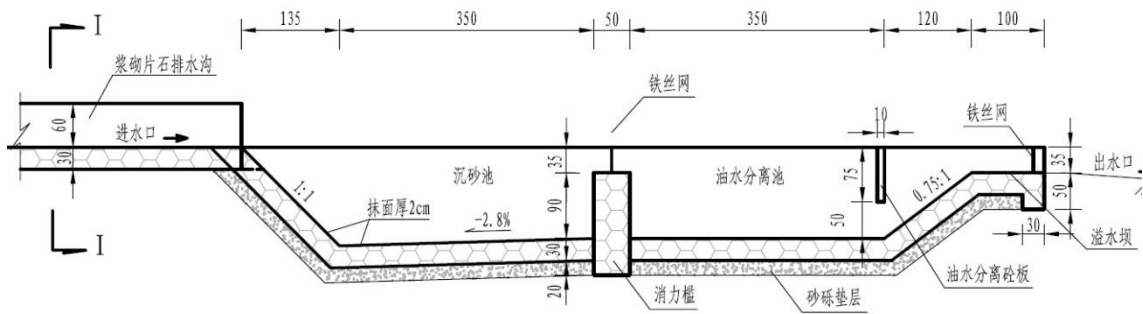 I
135
350
50
350
120
100
浆砌片石排水沟
铁丝网
10
铁丝网
60
进水口
30
35
沉砂池
油水分离池
75
35
出水口
1:1
抹面厚2cm
-2.8%
90
50
0.75:1
50
30
溢水坝
I
30
20
消力槛
砂砾垫层
油水分离砼板